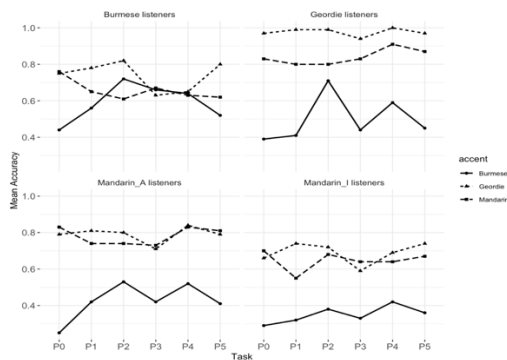 Burmese listeners
Geordie listeners
1.0
0.8
0.6
0.4
Mandarin_A listeners
Mandarin_I listeners
1.0
0.8
0.6
0.4
Mean Accuracy
P0 P1 P2 P3 P4 P5
P0 P1 P2 P3 P4 P5
Task
accent
Burmese
Geordie
Mandarin